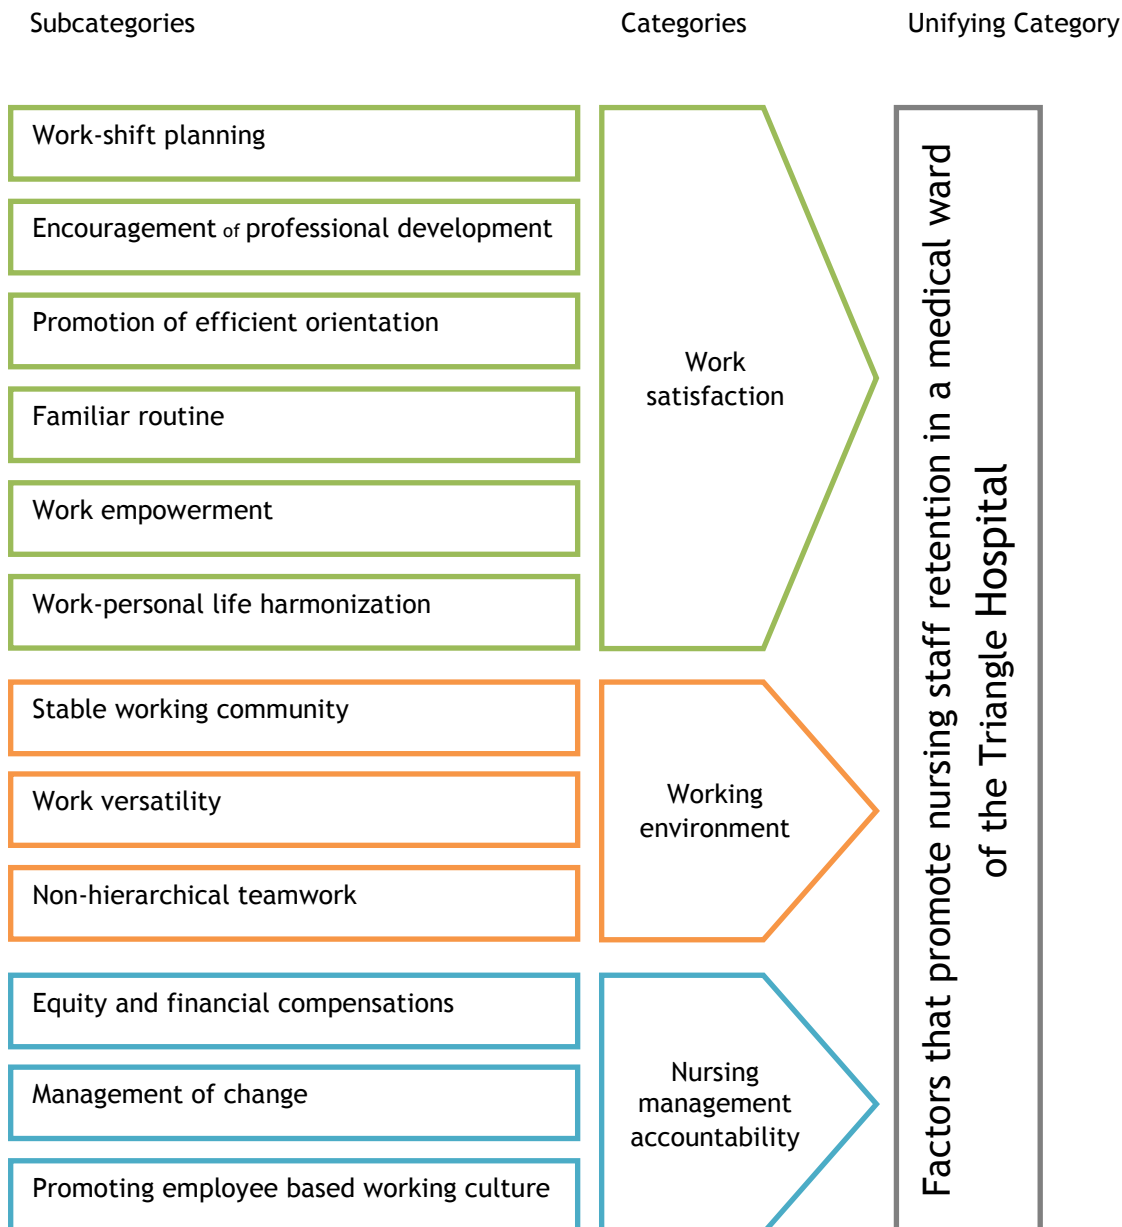 Subcategories
Categories
Unifying Category
Work-shift planning
Encouragement of professional development
Promotion of efficient orientation
Familiar routine
Work empowerment
Work-personal life harmonization
Work
satisfaction
Stable working community
Work versatility
Non-hierarchical teamwork
Working
environment
Equity and financial compensations
Management of change
Promoting employee based working culture
Nursing
management
accountability
Factors that promote nursing staff retention in a medical ward
of the Triangle Hospital